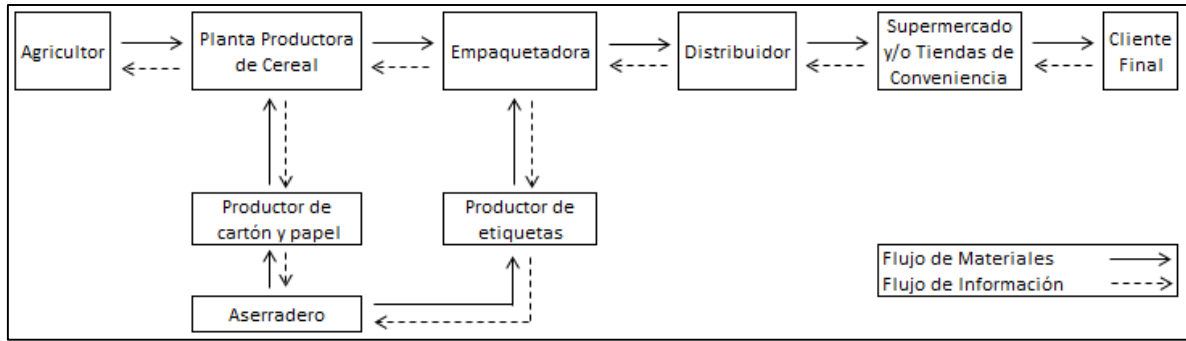 Agricultor
Planta Productora
de Cereal
Empaquetadora
Distribuidor
Supermercado
y/o Tiendas de
Conveniencia
Cliente
Final
Productor de
cartón y papel
Productor de
etiquetas
Aserradero
Flujo de Materiales
Flujo de Información